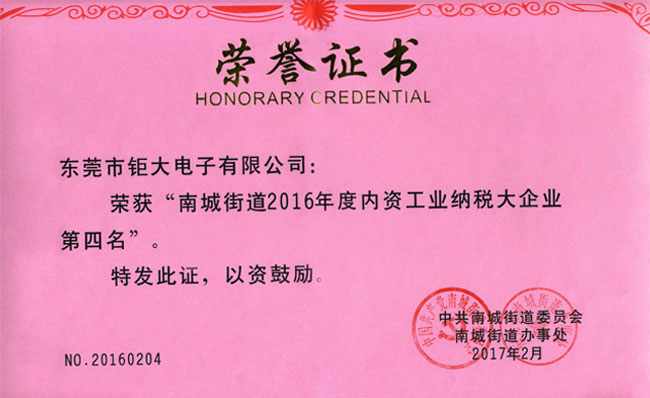 荣誉证书
HONORARY CREDENTIAL
东莞市钜大电子有限公司：
荣获“南城街道2016年度内资工业纳税大企业
第四名”。
特发此证，以资鼓励。
中共南城街道委员会
南城街道办事处
2017年2月
NO.20160204